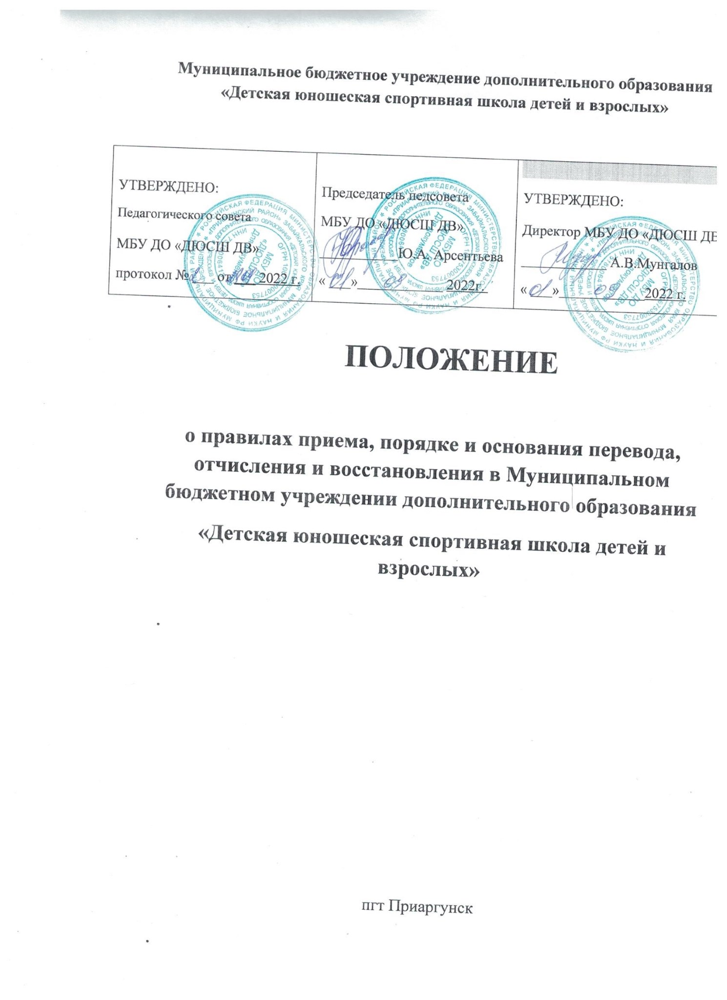 Муниципальное бюджетное учреждение дополнительного образования
«Детская юношеская спортивная школа детей и взрослых»
УТВЕРЖДЕНО:
Педагогического совета
МБУ ДО «ДЮСШ ДВ»
протокол № от 2022 г.
Председатель педсовета
МБУ ДО «ДЮСШ ДВ»
Ю.А. Арсентьева
«01» 09 2022г.
УТВЕРЖДЕНО:
Директор МБУ ДО «ДЮСШ
А.В.Мунгалов
«01» 09 2022 г.
ПОЛОЖЕНИЕ
о правилах приема, порядке и основания перевода,
отчисления и восстановления в Муниципальном
бюджетном учреждении дополнительного образования
«Детская юношеская спортивная школа детей и
взрослых»
пгт Приаргунск